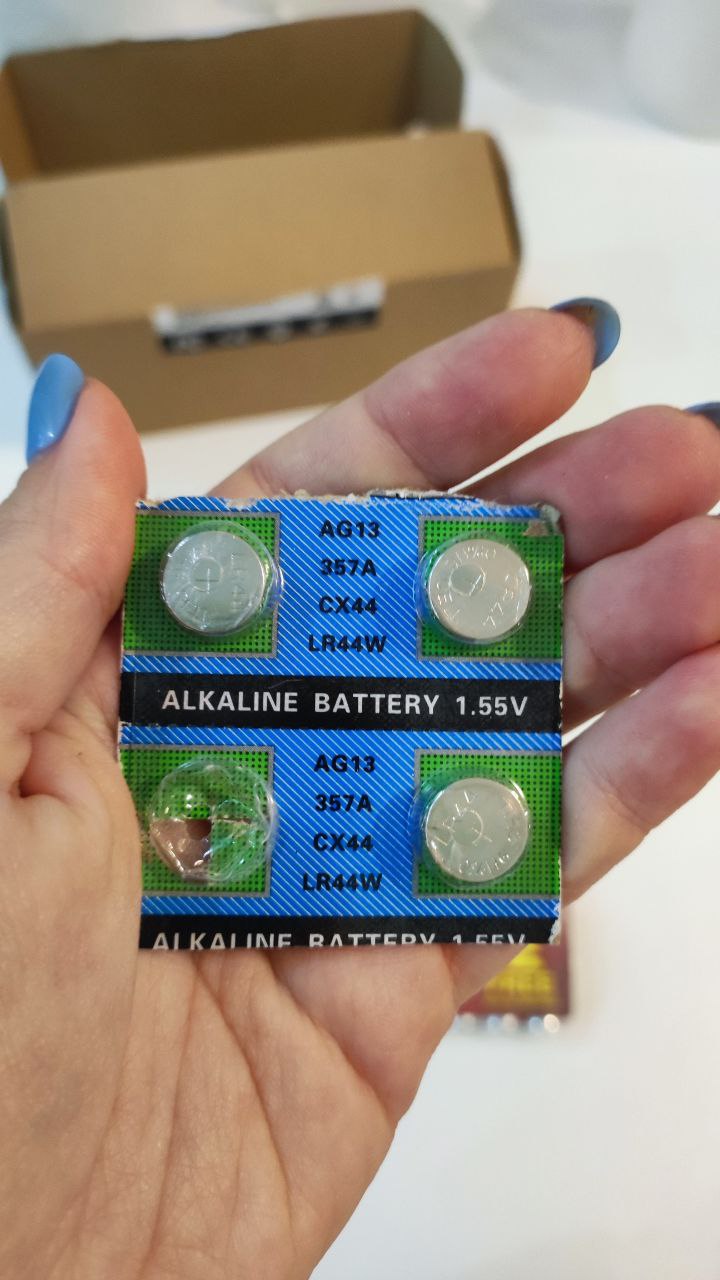 AG13
357A
CX44
LR44W
ALKALINE BATTERY 1.55V
AG13
357A
CX44
LR44W
ALKALINE BATTERY 1.55V